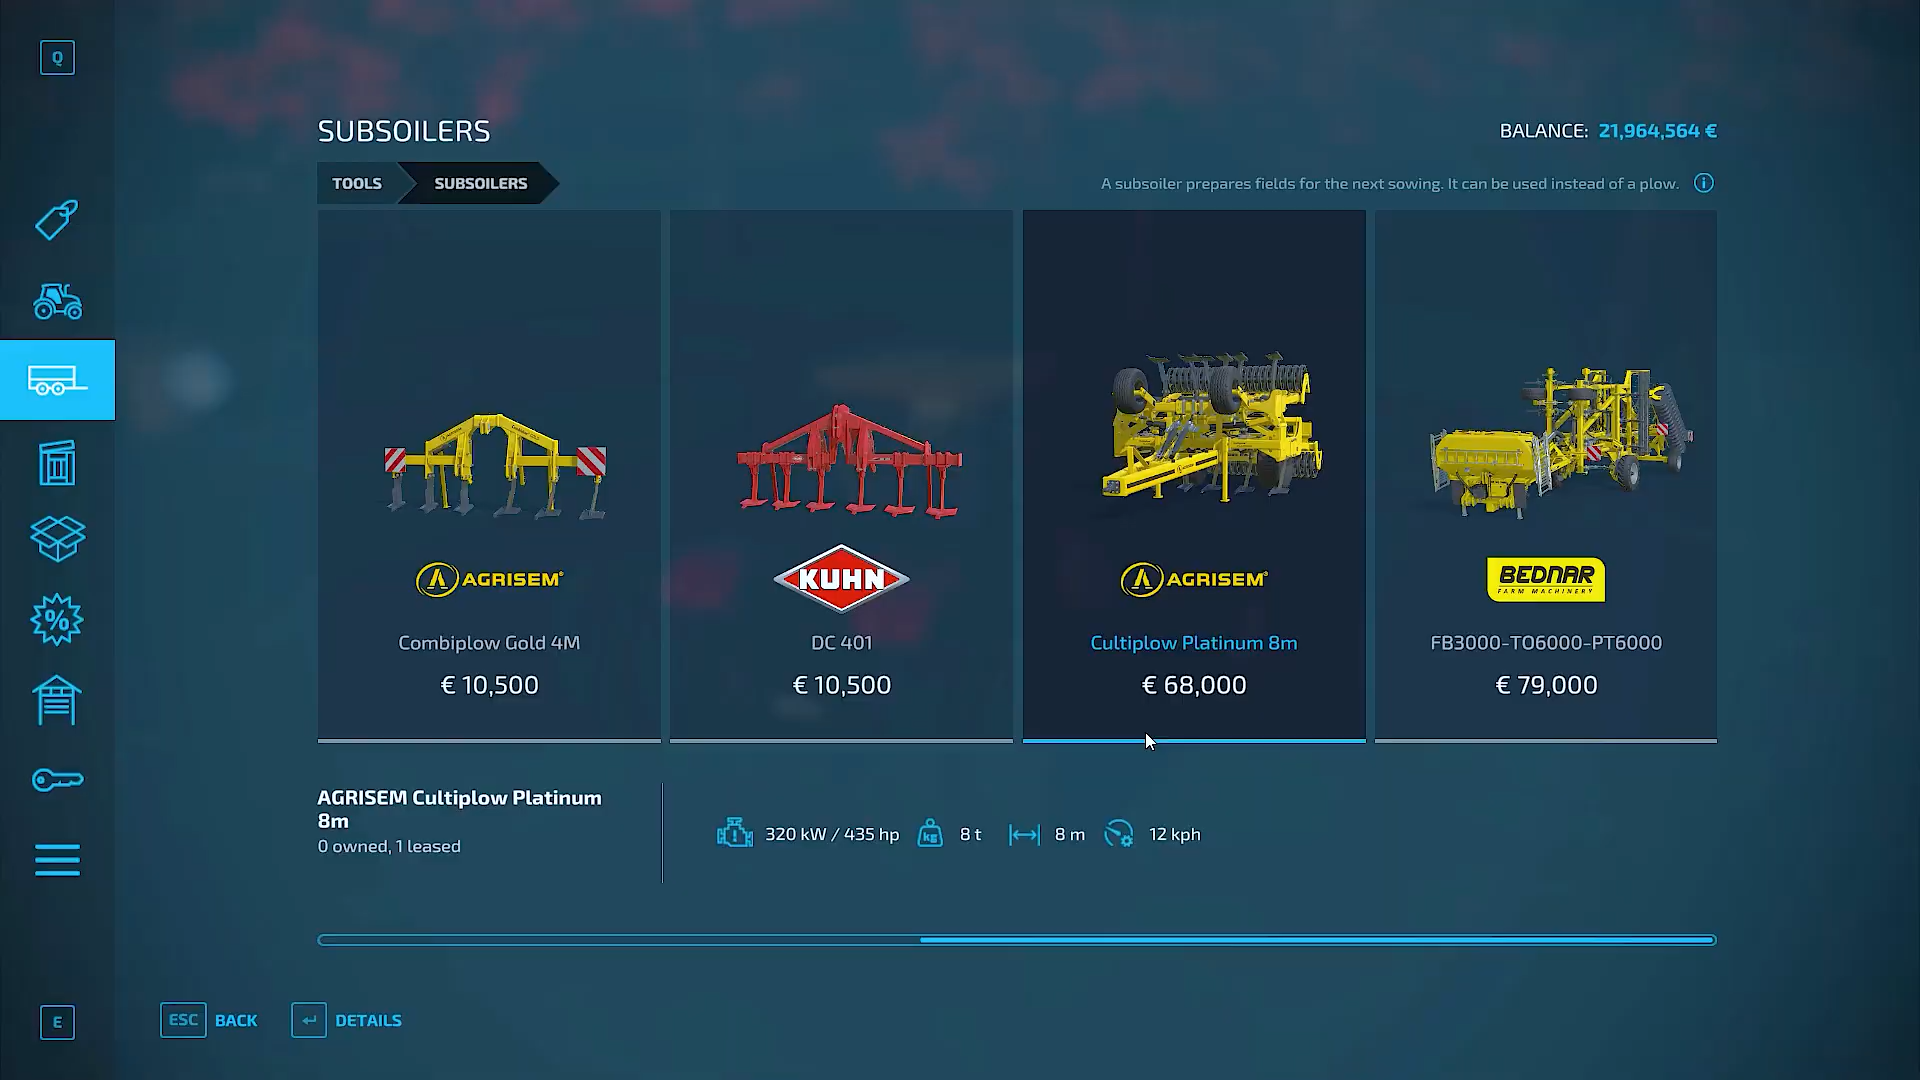 Q
SUBSOILERS
BALANCE: 21,964,564 €
TOOLS
SUBSOILERS
A subsoiler prepares fields for the next sowing. It can be used instead of a plow.
AGRISEM
Combiplow Gold 4M
€ 10,500
KUHN
DC 401
€ 10,500
AGRISEM
Cultiplow Platinum 8m
€ 68,000
BEDNAR
FARM MACHINERY
FB3000-TO6000-PT6000
€ 79,000
AGRISEM Cultiplow Platinum
8m
0 owned, 1 leased
320 kW / 435 hp
kg
8 t
8 m
12 kph
E
ESC BACK
DETAILS